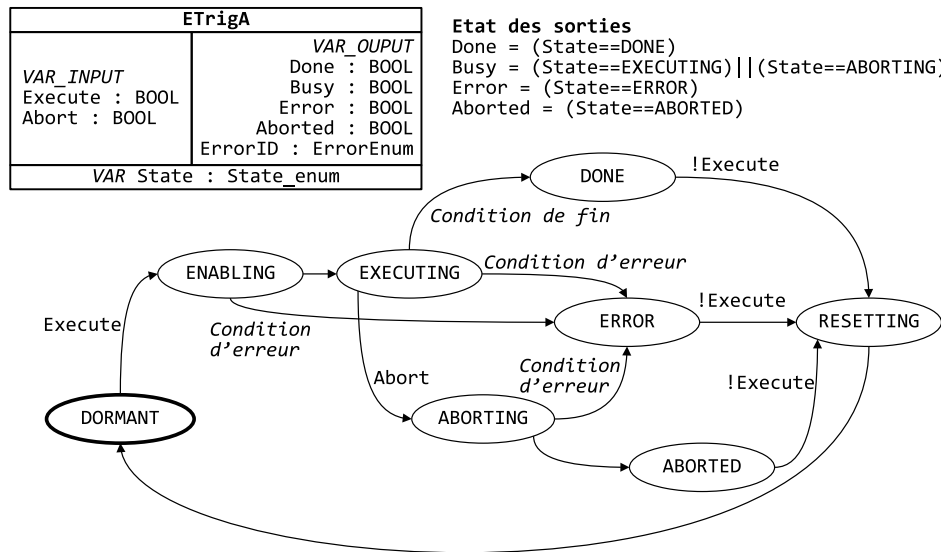 ETrigA
VAR_INPUT
Execute : BOOL
Abort : BOOL
VAR_OUPUT
Done : BOOL
Busy : BOOL
Error : BOOL
Aborted : BOOL
ErrorID : ErrorEnum
VAR State : State_enum
Etat des sorties
Done = (State==DONE)
Busy = (State==EXECUTING)||(State==ABORTING)
Error = (State==ERROR)
Aborted = (State==ABORTED)
DONE
!Execute
Condition de fin
ENABLING
EXECUTING
Condition d'erreur
Execute
Condition
d'erreur
ERROR
!Execute
RESETTING
Abort
Condition
d'erreur
!Execute
DORMANT
ABORTING
ABORTED